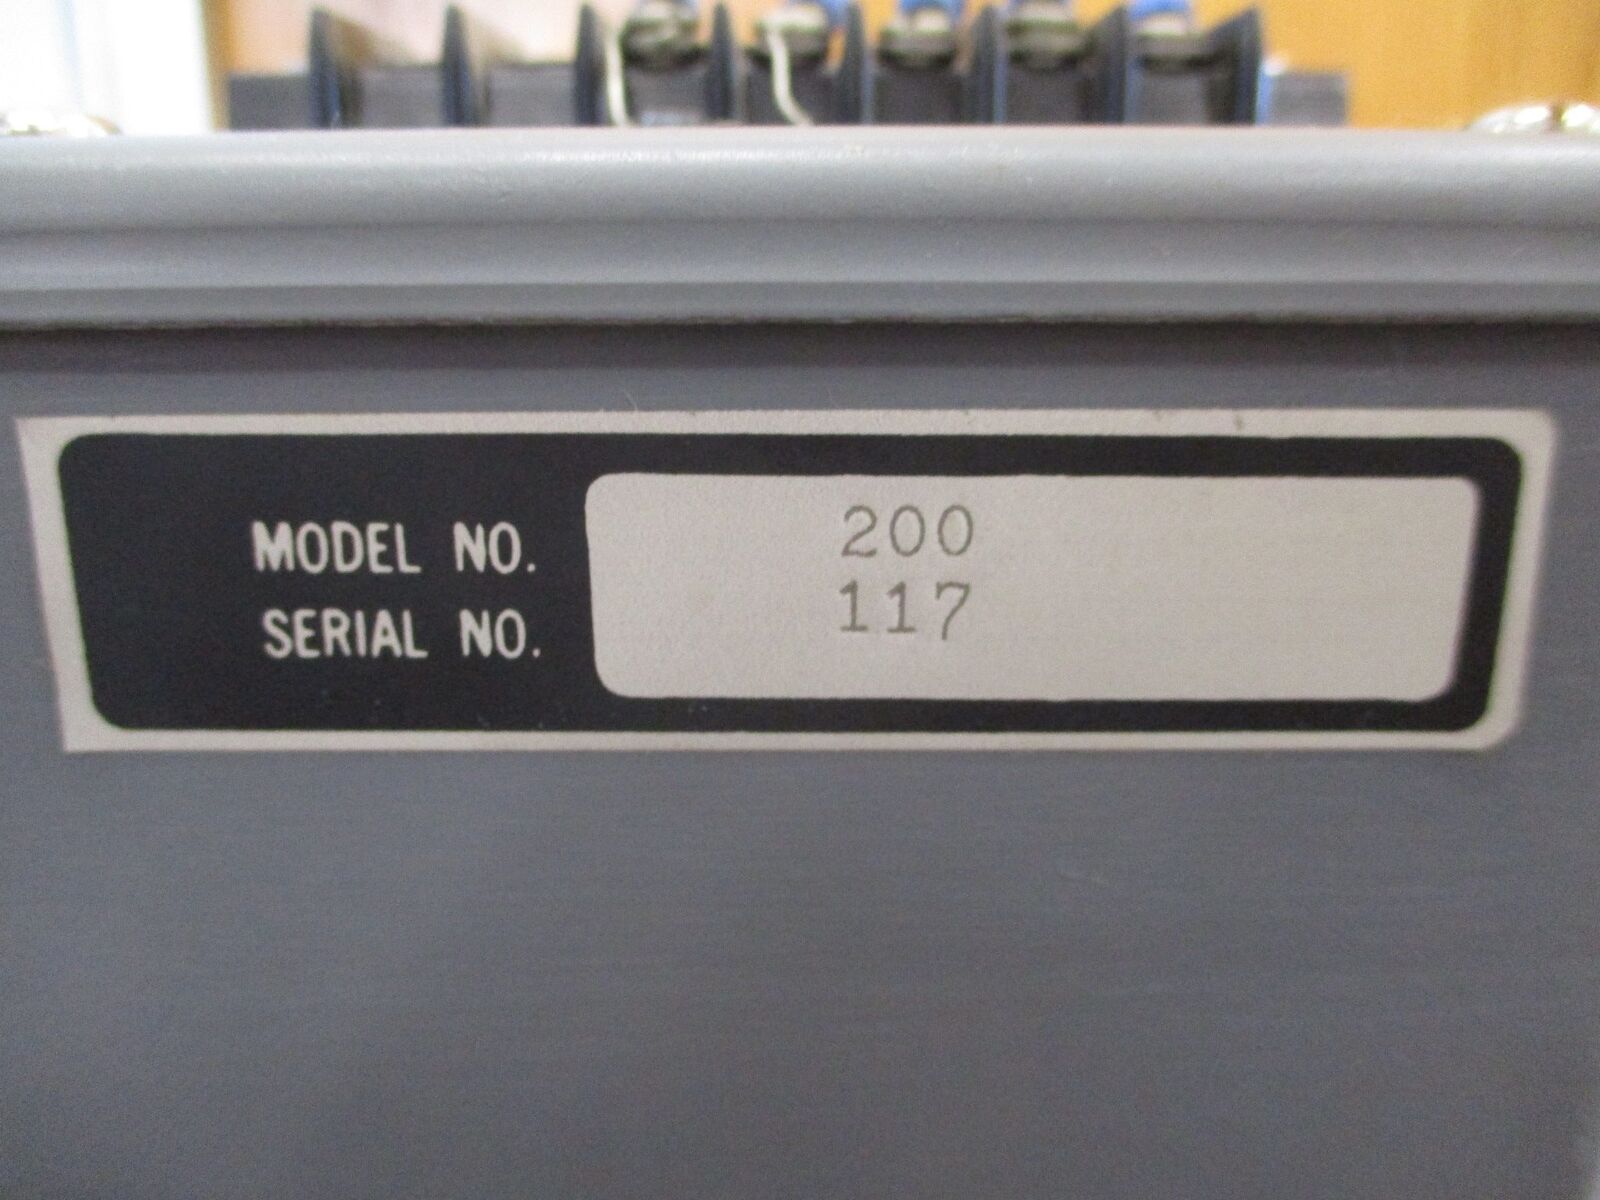 MODEL NO. 200
SERIAL NO. 117